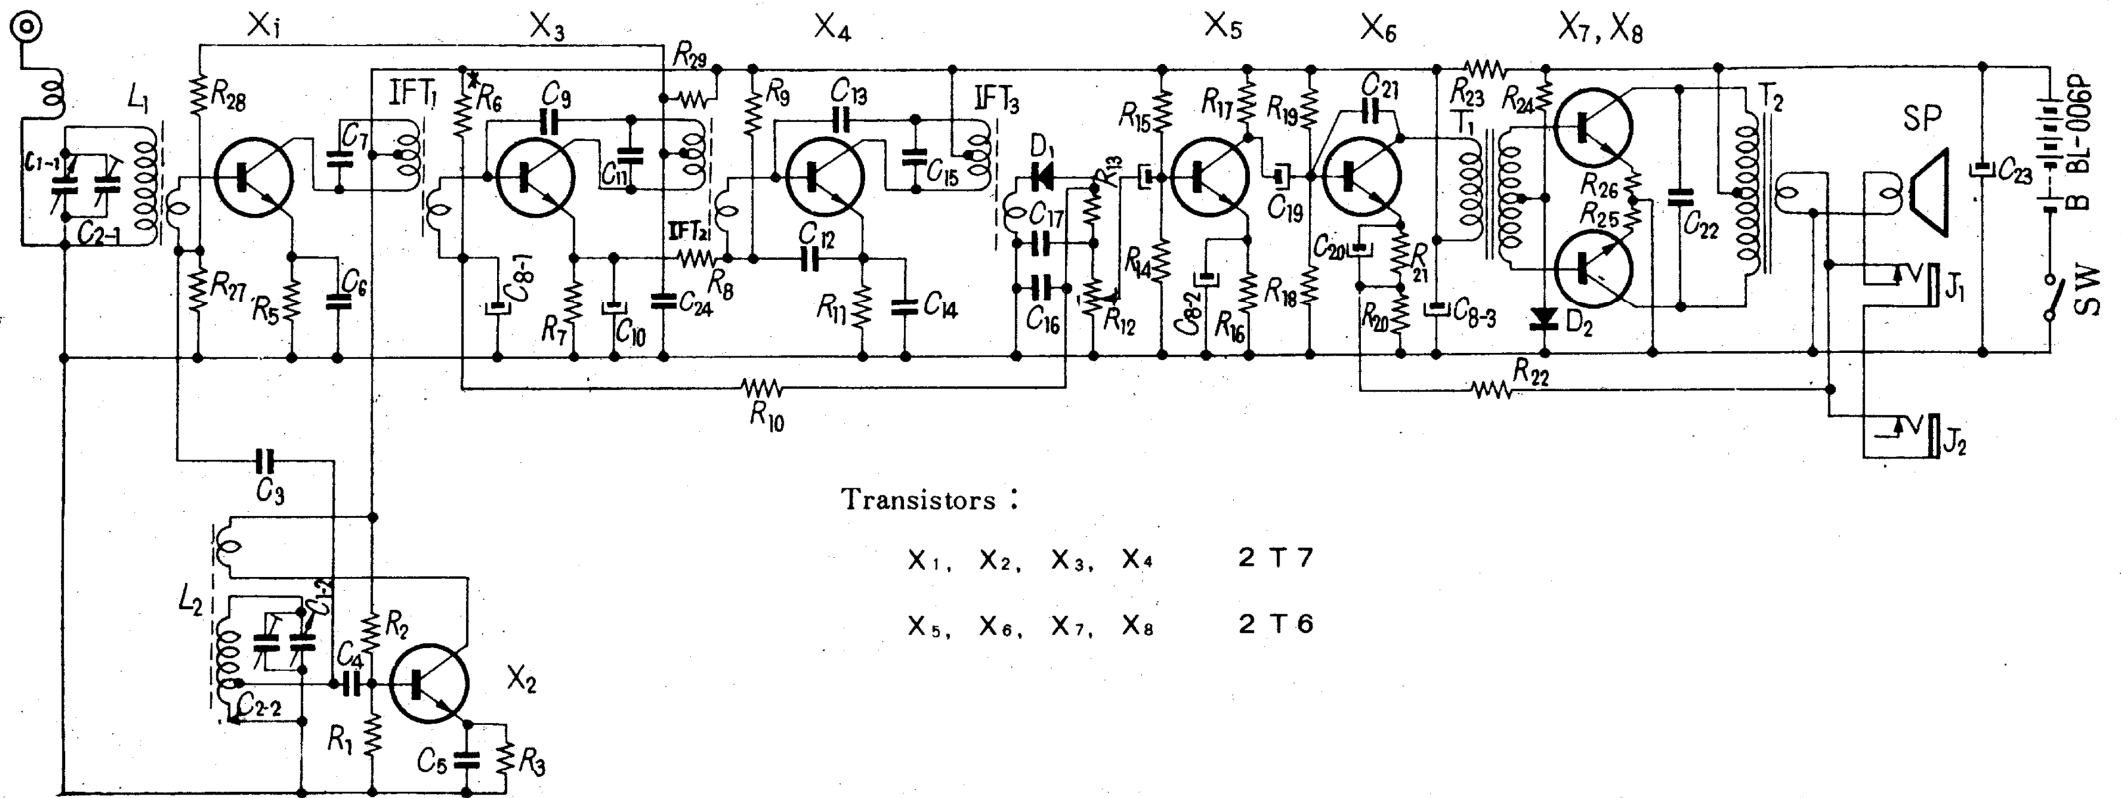 Xi X3 X4 X5 X6 X7, X8
L1 R28 C7 IFT1 R6 C9 C11 R29 R9 C13 C15 IFT3 D1 R13 R15 R17 R19 C21 R23 R24 T1 T2 SP C23 B BL-006P SW
C1-1 C2-1 R27 R5 C6 C8-1 R7 C10 C24 IFT2 R8 C12 R11 C14 C17 C16 R12 R14 C8-2 R16 C19 R18 C20 R21 R20 C8-3 D2 R26 R25 C22 J1
R10 R22 J2
C3
L2 C1-2 R2 C4 X2
C2-2 R1 C5 R3
Transistors :
X1, X2, X3, X4 2T7
X5, X6, X7, X8 2T6